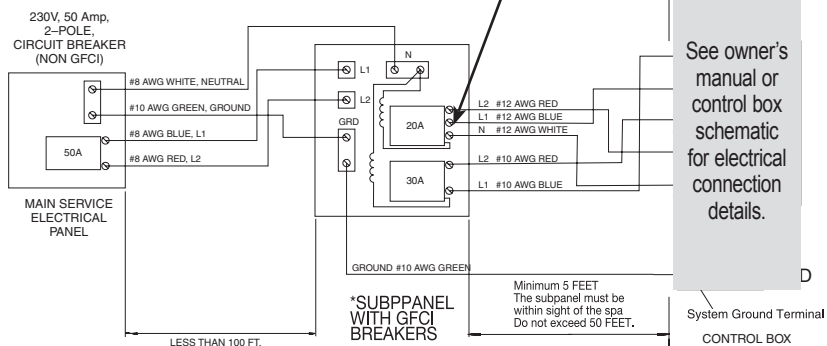 230V, 50 Amp,
2–POLE,
CIRCUIT BREAKER
(NON GFCI)
#8 AWG WHITE, NEUTRAL
#10 AWG GREEN, GROUND
#8 AWG BLUE, L1
#8 AWG RED, L2
50A
MAIN SERVICE
ELECTRICAL
PANEL
N
L1
L2
GRD
20A
30A
L2 #12 AWG RED
L1 #12 AWG BLUE
N #12 AWG WHITE
L2 #10 AWG RED
L1 #10 AWG BLUE
GROUND #10 AWG GREEN
*SUBPPANEL
WITH GFCI
BREAKERS
LESS THAN 100 FT.
Minimum 5 FEET
The subpanel must be
within sight of the spa
Do not exceed 50 FEET.
See owner's
manual or
control box
schematic
for electrical
connection
details.
D
System Ground Terminal
CONTROL BOX